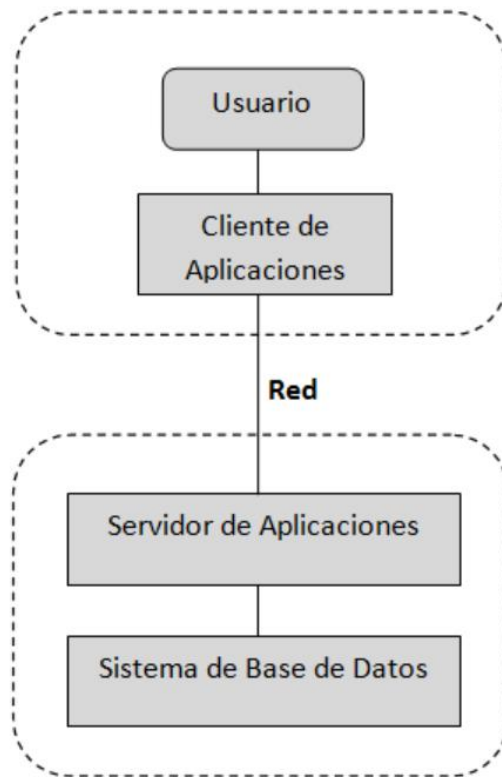 Usuario
Cliente de
Aplicaciones
Red
Servidor de Aplicaciones
Sistema de Base de Datos